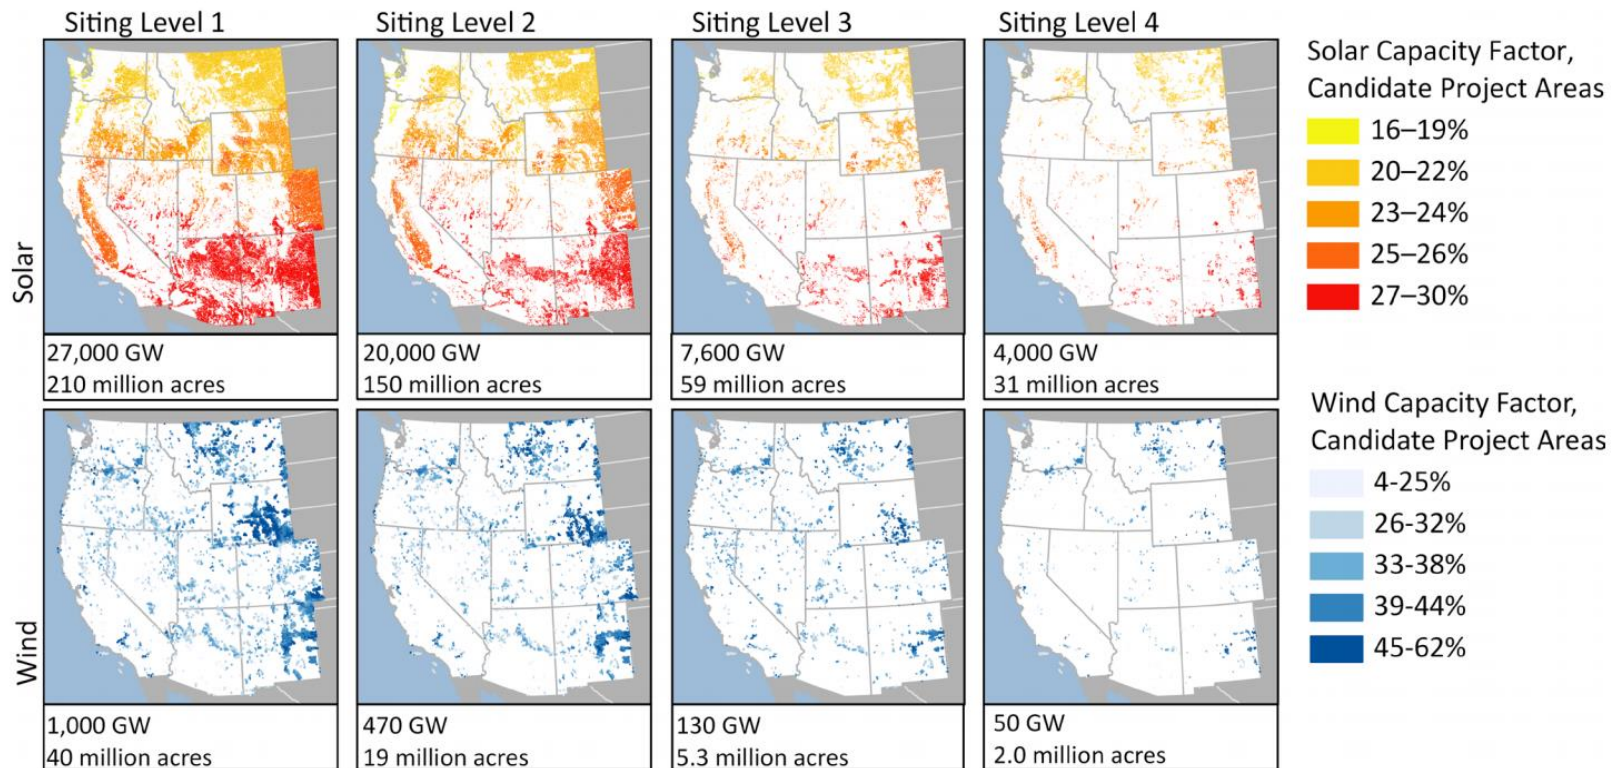 Siting Level 1
Siting Level 2
Siting Level 3
Siting Level 4
Solar
27,000 GW
210 million acres
20,000 GW
150 million acres
7,600 GW
59 million acres
4,000 GW
31 million acres
Solar Capacity Factor,
Candidate Project Areas
16–19%
20–22%
23–24%
25–26%
27–30%
Wind
1,000 GW
40 million acres
470 GW
19 million acres
130 GW
5.3 million acres
50 GW
2.0 million acres
Wind Capacity Factor,
Candidate Project Areas
4-25%
26-32%
33-38%
39-44%
45-62%